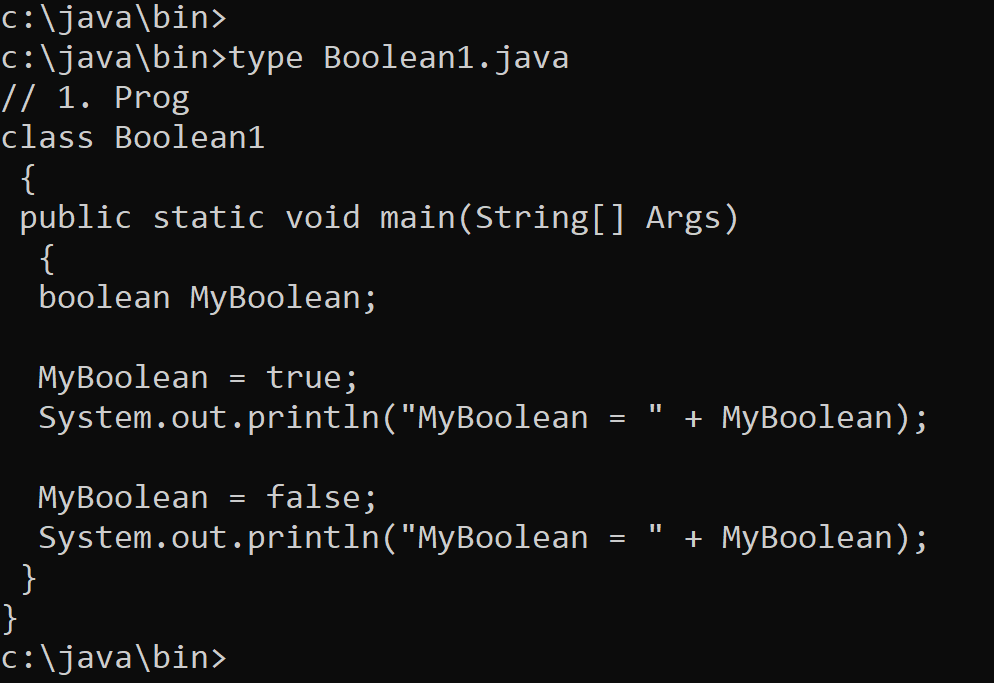 c:\java\bin>
c:\java\bin>type Boolean1.java
// 1. Prog
class Boolean1
 {
 public static void main(String[] Args)
  {
  boolean MyBoolean;

  MyBoolean = true;
  System.out.println("MyBoolean = " + MyBoolean);

  MyBoolean = false;
  System.out.println("MyBoolean = " + MyBoolean);
 }
}
c:\java\bin>